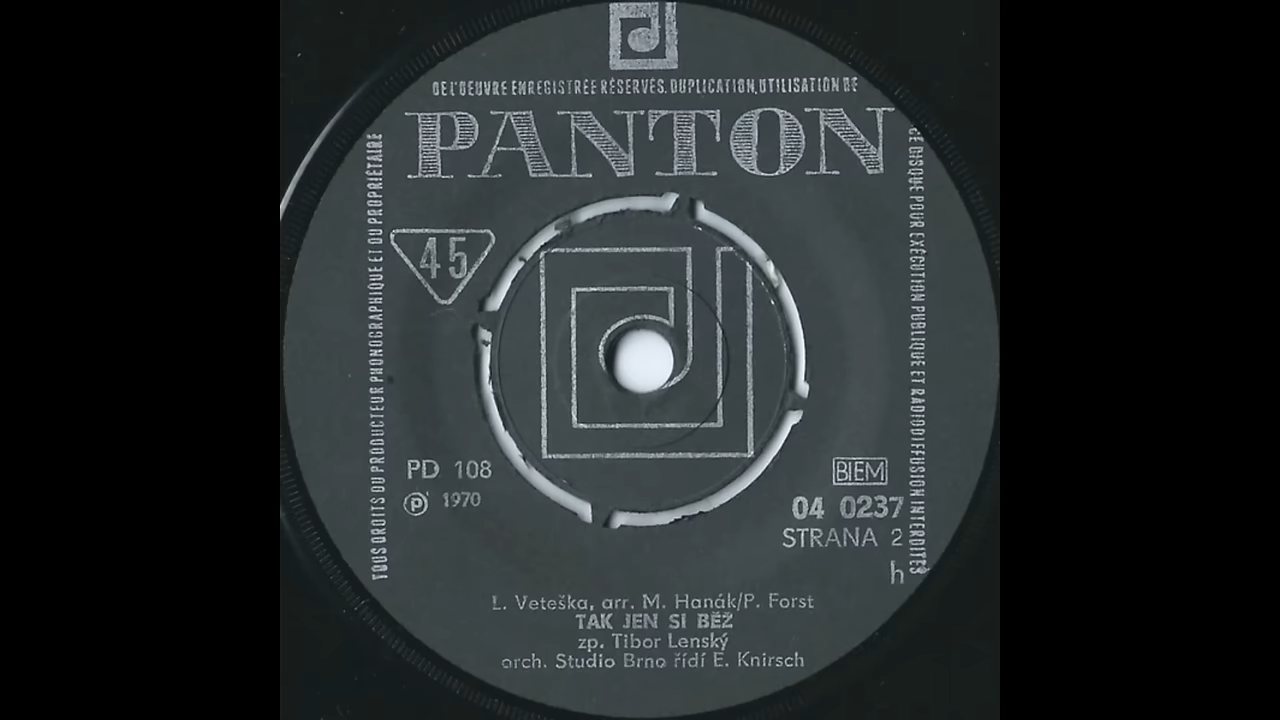 TOUS DROITS DU PRODUCTEUR PHONOGRAPHIQUE ET DU PROPRIÉTAIRE
DE L'OEUVRE ENREGISTRÉE RÉSERVÉS. DUPLICATION, UTILISATION DE
CE DISQUE POUR EXÉCUTION PUBLIQUE ET RADIODIFFUSION INTERDITES
PANTON
45
PD 108
℗ 1970
BIEM
04 0237
STRANA 2
h
L. Veteška, arr. M. Hanák/P. Forst
TAK JEN SI BĚŽ
zp. Tibor Lenský
orch. Studio Brno řídí E. Knirsch